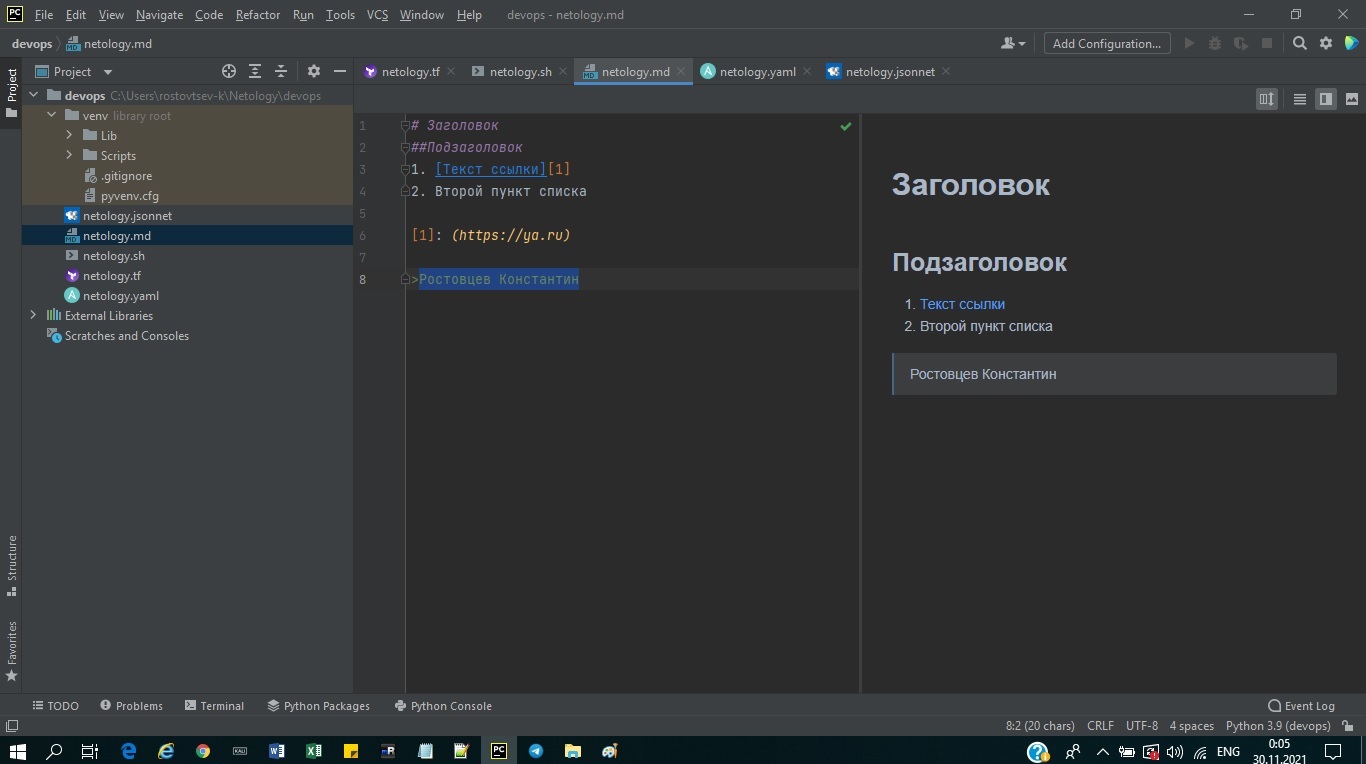 PC File Edit View Navigate Code Refactor Run Tools VCS Window Help devops - netology.md
devops netology.md Add Configuration...
Project
Project
netology.tf netology.sh netology.md netology.yaml netology.jsonnet
devops C:\Users\rostovtsev-k\Netology\devops
venv library root
Lib
Scripts
.gitignore
pyvenv.cfg
netology.jsonnet
netology.md
netology.sh
netology.tf
netology.yaml
External Libraries
Scratches and Consoles
1 # Заголовок
2 ##Подзаголовок
3 1. [Текст ссылки][1]
4 2. Второй пункт списка
5
6 [1]: (https://ya.ru)
7
8 >Ростовцев Константин
Заголовок
Подзаголовок
1. Текст ссылки
2. Второй пункт списка
Ростовцев Константин
Structure
Favorites
TODO Problems Terminal Python Packages Python Console Event Log
8:2 (20 chars) CRLF UTF-8 4 spaces Python 3.9 (devops)
ENG 0:05
30.11.2021